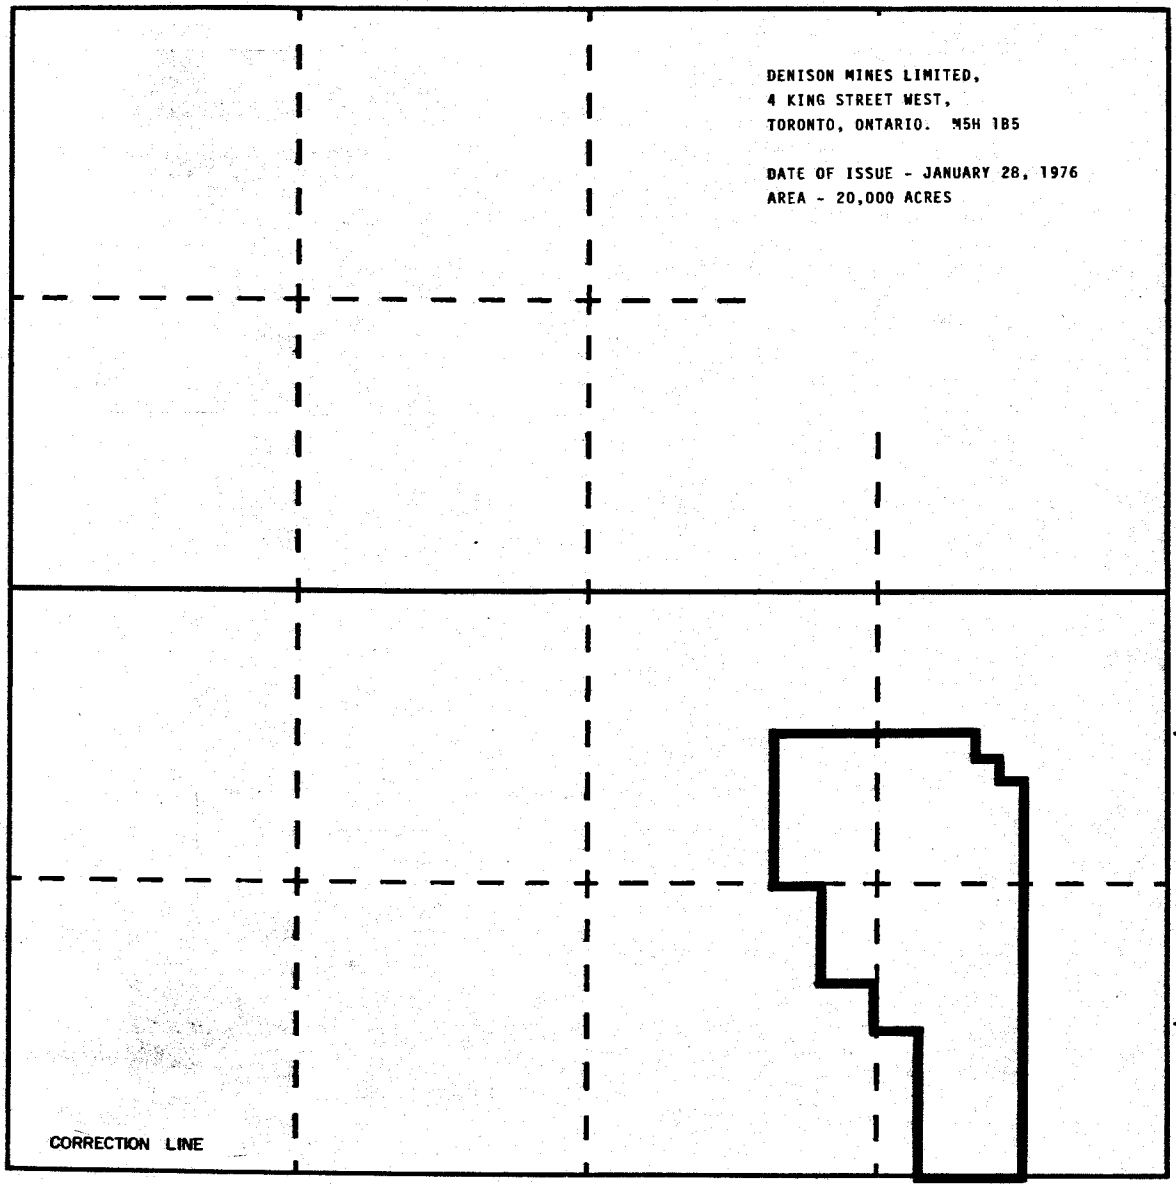 DENISON MINES LIMITED,
4 KING STREET WEST,
TORONTO, ONTARIO. M5H 1B5
DATE OF ISSUE - JANUARY 28, 1976
AREA - 20,000 ACRES
CORRECTION LINE